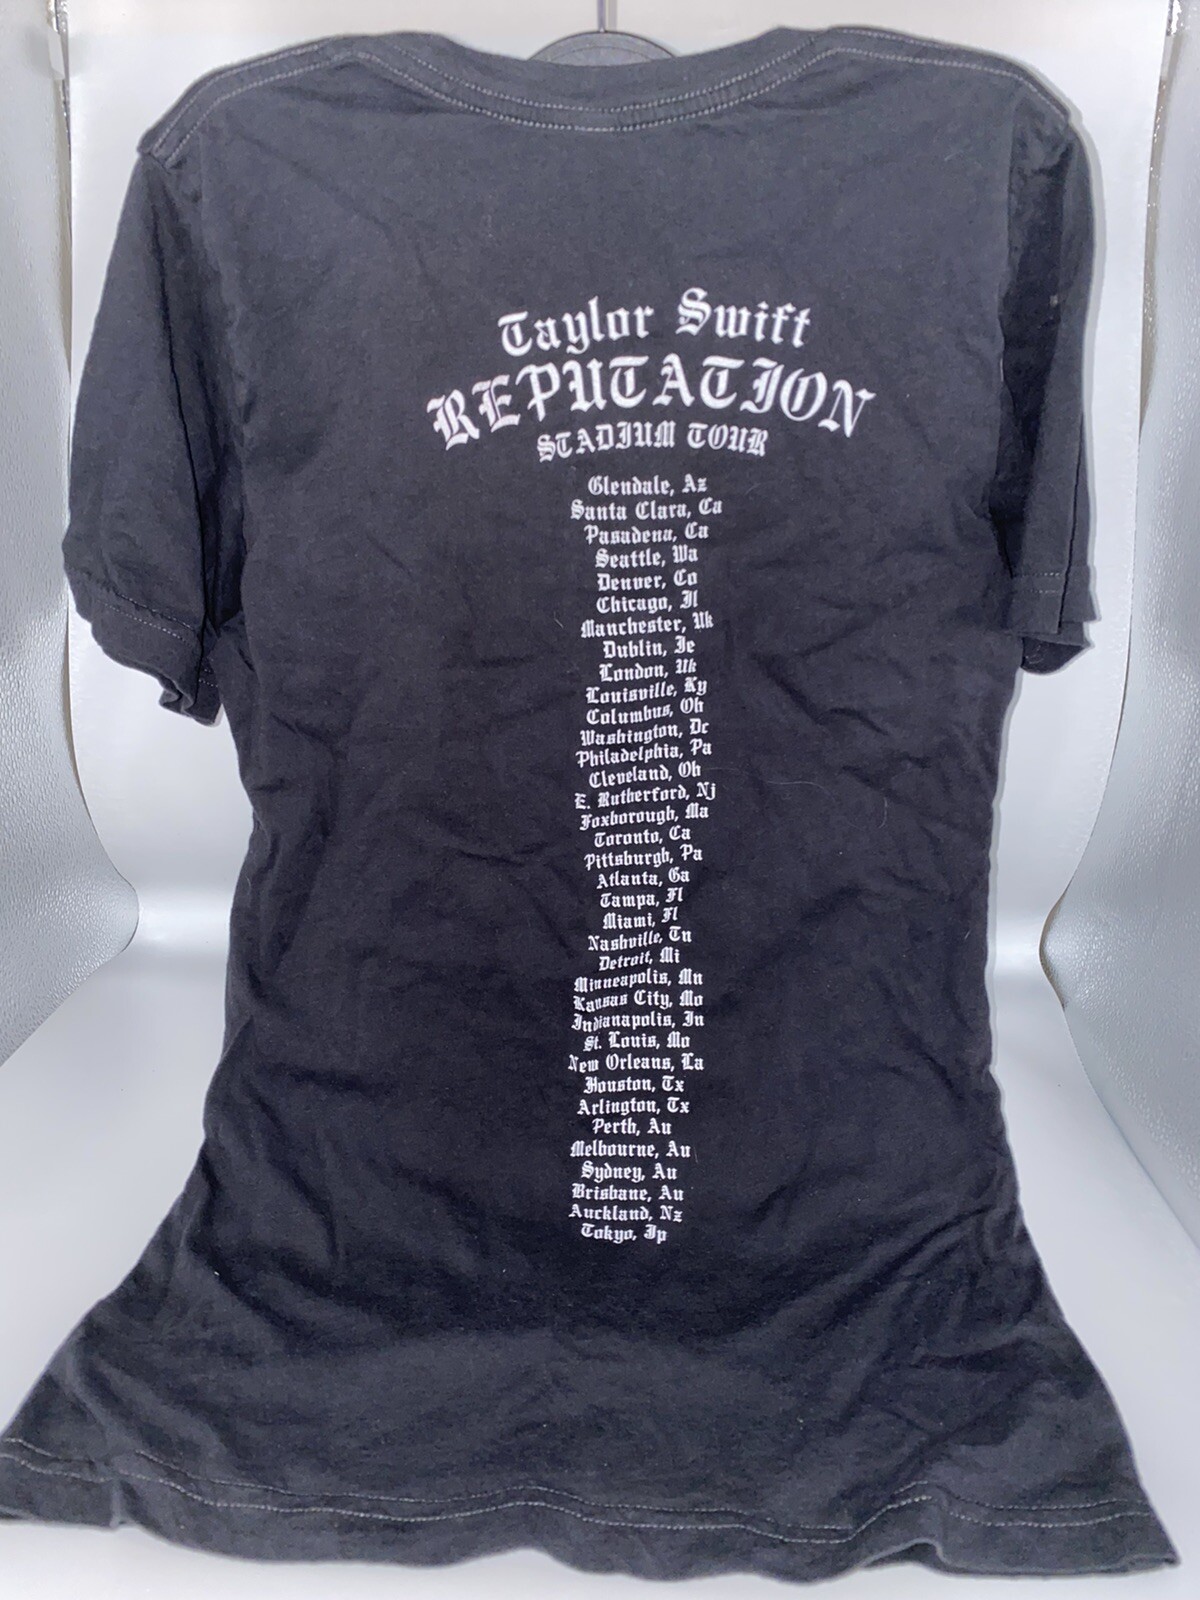 Taylor Swift
REPUTATION
STADIUM TOUR
Glendale, Az
Santa Clara, Ca
Pasadena, Ca
Seattle, Wa
Denver, Co
Chicago, Il
Manchester, Uk
Dublin, Ie
London, Uk
Louisville, Ky
Columbus, Oh
Washington, Dc
Philadelphia, Pa
Cleveland, Oh
E. Rutherford, Nj
Foxborough, Ma
Toronto, Ca
Pittsburgh, Pa
Atlanta, Ga
Tampa, Fl
Miami, Fl
Nashville, Tn
Detroit, Mi
Minneapolis, Mn
Kansas City, Mo
Indianapolis, In
St. Louis, Mo
New Orleans, La
Houston, Tx
Arlington, Tx
Perth, Au
Melbourne, Au
Sydney, Au
Brisbane, Au
Auckland, Nz
Tokyo, Jp